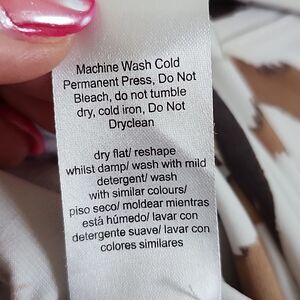 Machine Wash Cold
Permanent Press, Do Not
Bleach, do not tumble
dry, cold iron, Do Not
Dryclean
dry flat/ reshape
whilst damp/ wash with mild
detergent/ wash
with similar colours/
piso seco/ moldear mientras
está húmedo/ lavar con
detergente suave/ lavar con
colores similares